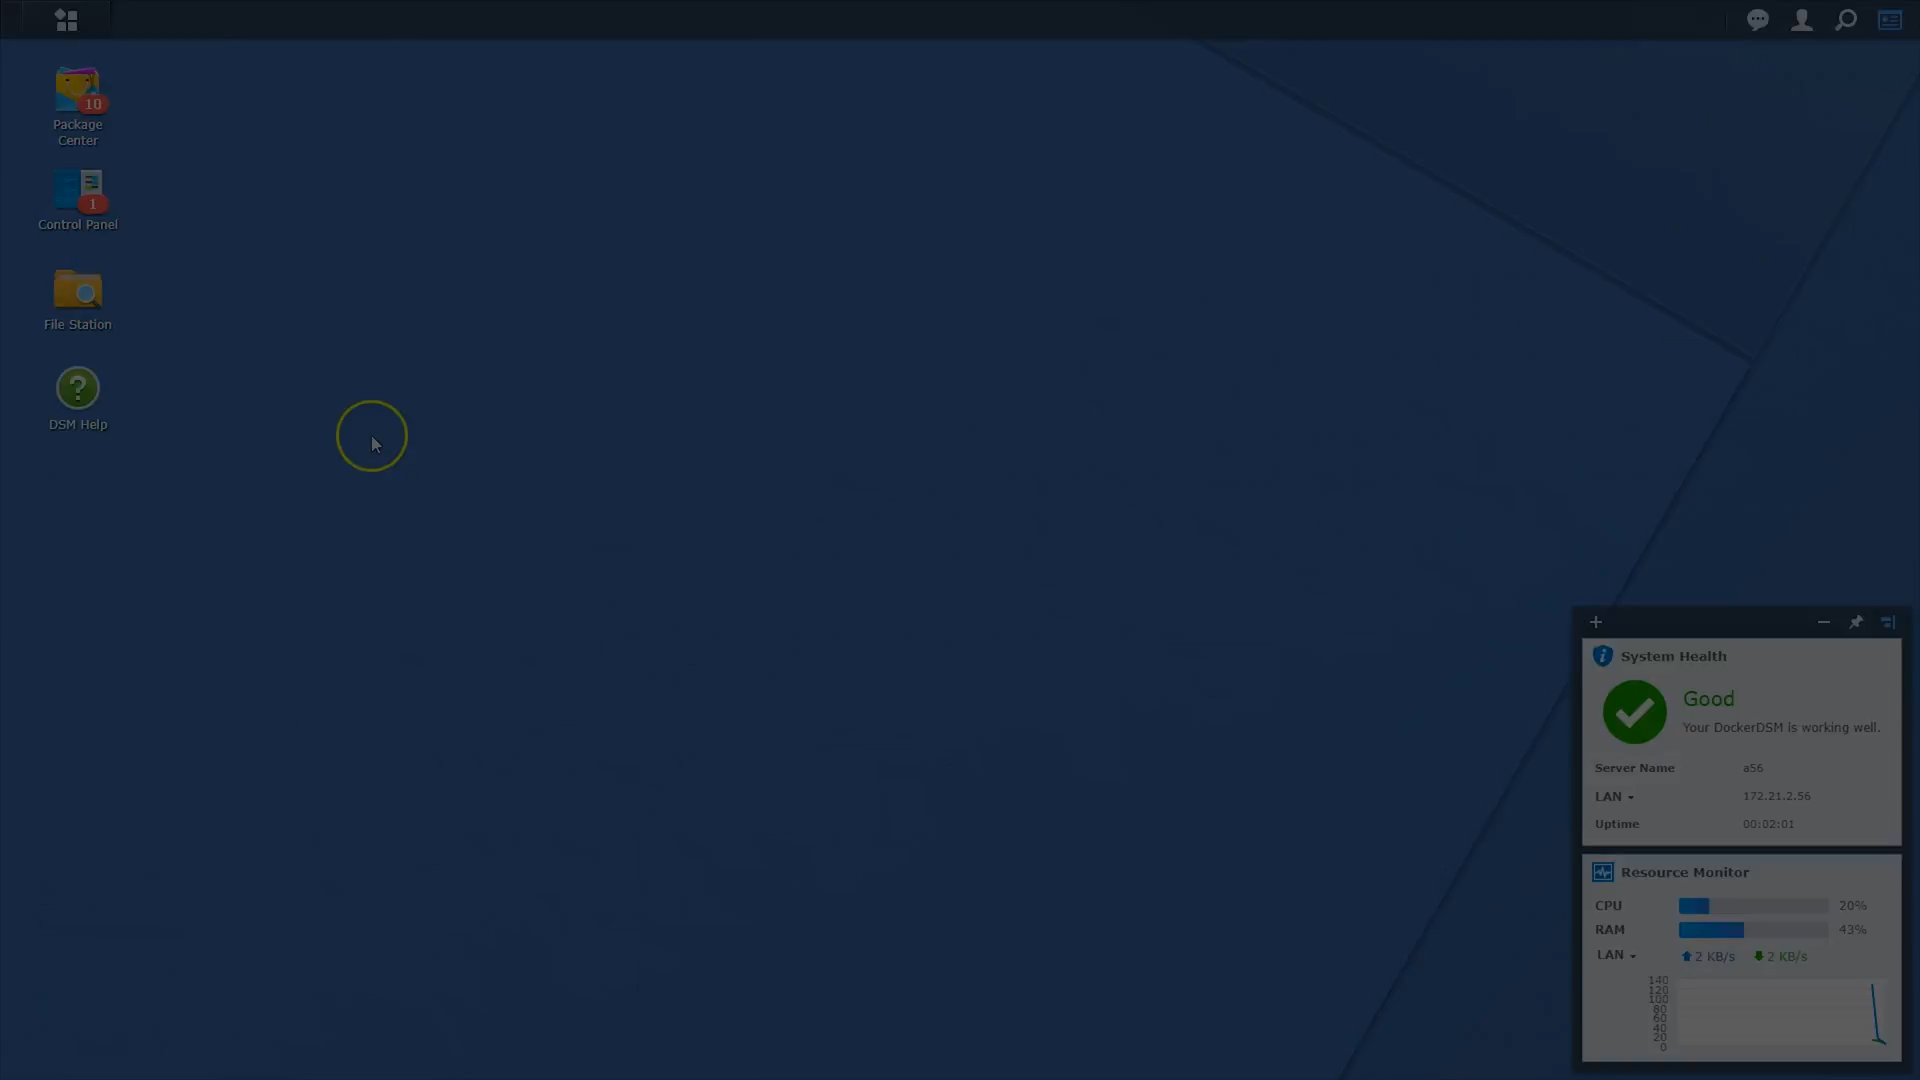 10
Package
Center
1
Control Panel
File Station
DSM Help
System Health
Good
Your DockerDSM is working well.
Server Name a56
LAN 172.21.2.56
Uptime 00:02:01
Resource Monitor
CPU 20%
RAM 43%
LAN 2 KB/s 2 KB/s
140
120
100
80
60
40
20
0